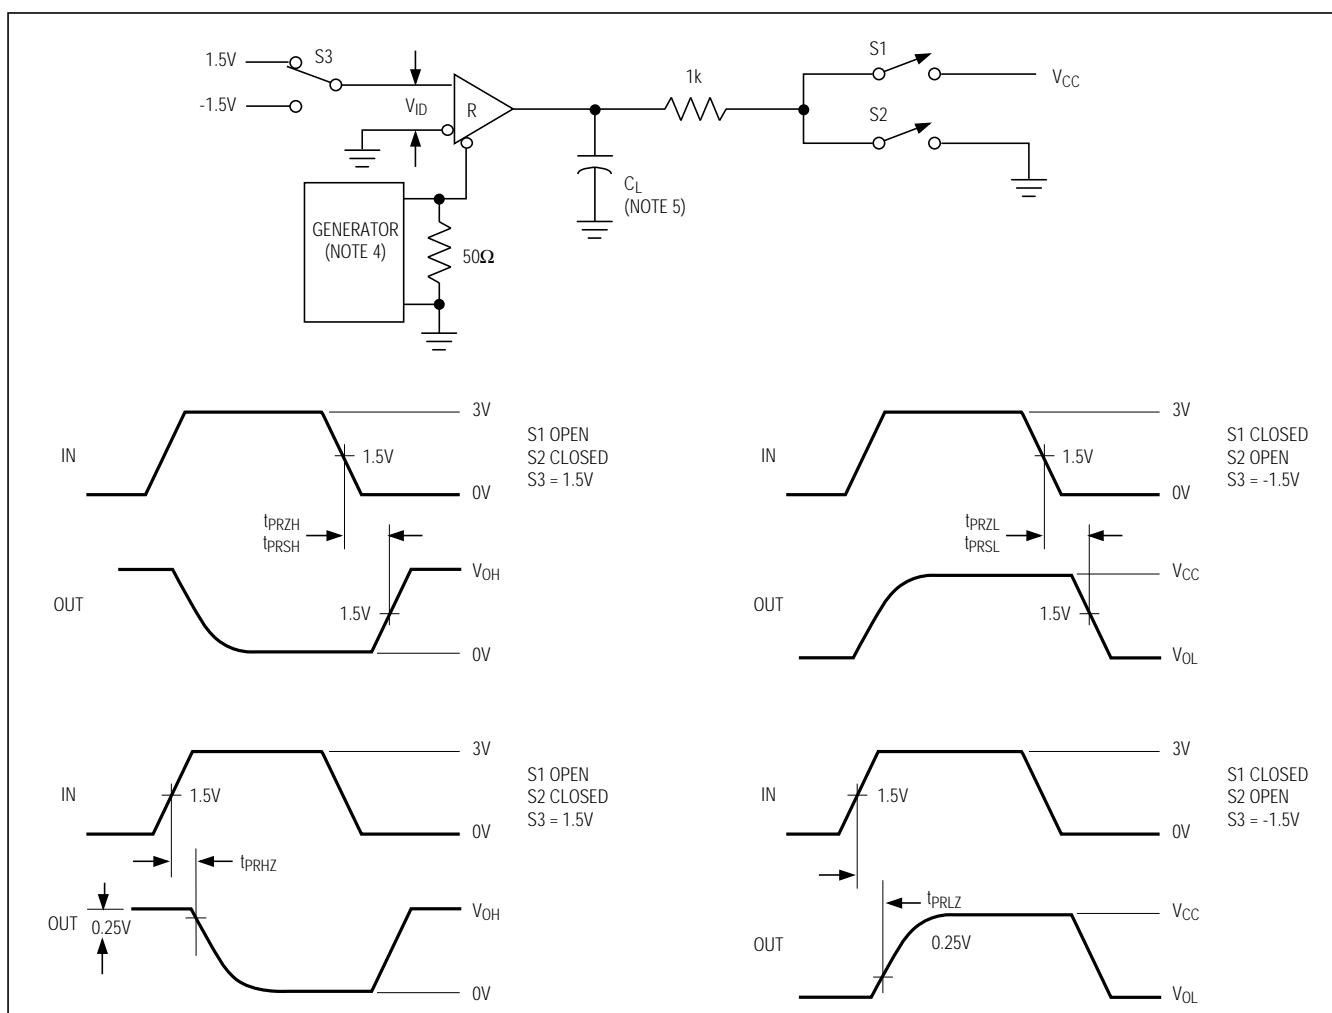 1.5V
S3
-1.5V
VID
R
1k
S1
VCC
S2
CL
(NOTE 5)
GENERATOR
(NOTE 4)
50Ω
IN
3V
1.5V
0V
S1 OPEN
S2 CLOSED
S3 = 1.5V
tPRZH
tPRSH
OUT
VOH
1.5V
0V
IN
3V
1.5V
0V
S1 CLOSED
S2 OPEN
S3 = -1.5V
tPRZL
tPRSL
OUT
VCC
1.5V
VOL
IN
3V
1.5V
0V
S1 OPEN
S2 CLOSED
S3 = 1.5V
tPRHZ
OUT
0.25V
VOH
0V
IN
3V
1.5V
0V
S1 CLOSED
S2 OPEN
S3 = -1.5V
tPRLZ
OUT
0.25V
VCC
VOL